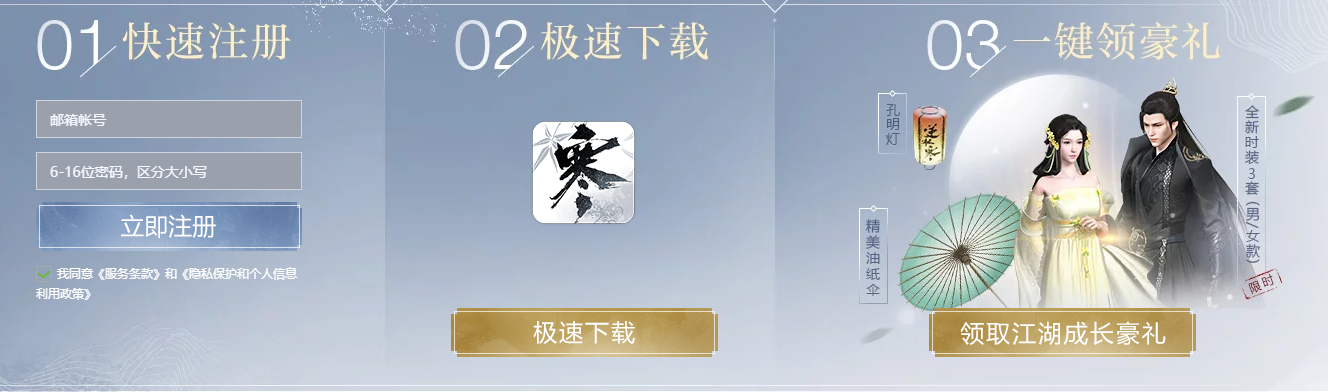 01 快速注册
邮箱帐号
6-16位密码，区分大小写
立即注册
我同意《服务条款》和《隐私保护和个人信息
利用政策》
02 极速下载
寒
极速下载
03 一键领豪礼
孔明灯
逆水寒
精美油纸伞
全新时装3套(男/女款)
限时
领取江湖成长豪礼